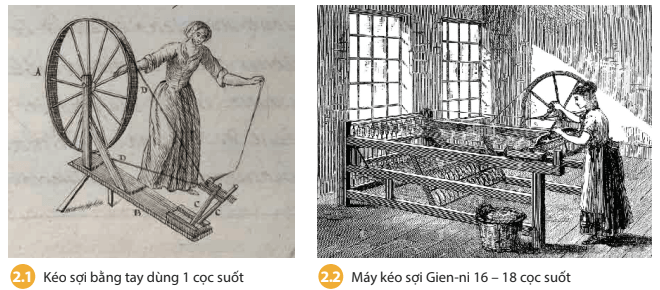 A
D
D
B
C
C
2.1 Kéo sợi bằng tay dùng 1 cọc suốt
2.2 Máy kéo sợi Gien-ni 16 – 18 cọc suốt